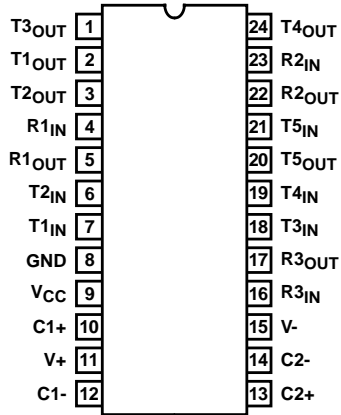 T3OUT 1 24 T4OUT
T1OUT 2 23 R2IN
T2OUT 3 22 R2OUT
R1IN 4 21 T5IN
R1OUT 5 20 T5OUT
T2IN 6 19 T4IN
T1IN 7 18 T3IN
GND 8 17 R3OUT
VCC 9 16 R3IN
C1+ 10 15 V-
V+ 11 14 C2-
C1- 12 13 C2+